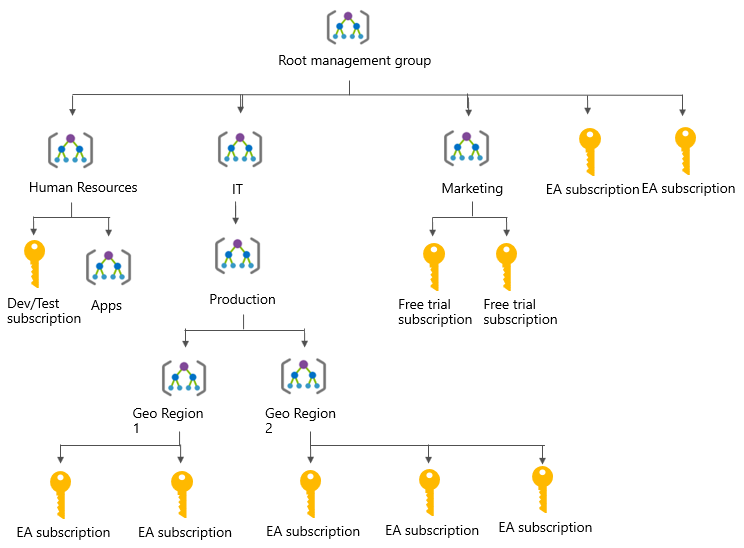 Root management group
Human Resources
IT
Marketing
EA subscription
EA subscription
Dev/Test
subscription
Apps
Production
Free trial
subscription
Free trial
subscription
Geo Region
1
Geo Region
2
EA subscription
EA subscription
EA subscription
EA subscription
EA subscription